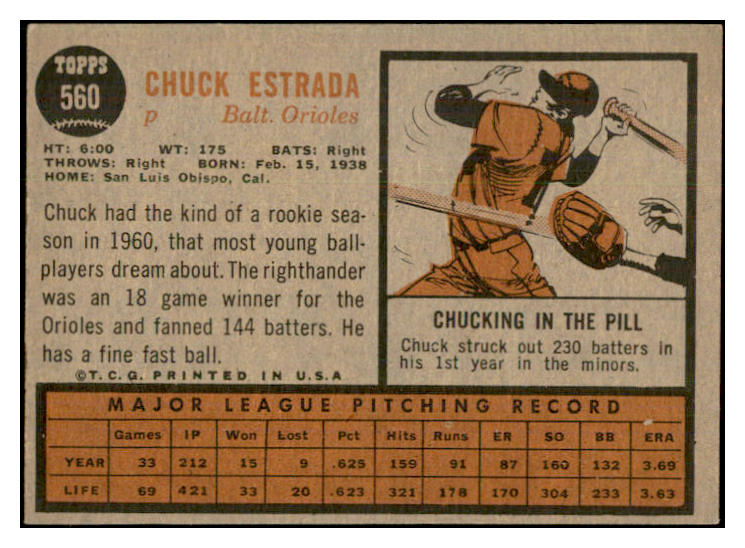 TOPPS
560
CHUCK ESTRADA
p Balt. Orioles
HT: 6:00 WT: 175 BATS: Right
THROWS: Right BORN: Feb. 15, 1938
HOME: San Luis Obispo, Cal.
Chuck had the kind of a rookie sea-
son in 1960, that most young ball-
players dream about. The righthander
was an 18 game winner for the
Orioles and fanned 144 batters. He
has a fine fast ball.
©T.C.G. PRINTED IN U.S.A
CHUCKING IN THE PILL
Chuck struck out 230 batters in
his 1st year in the minors.
MAJOR LEAGUE PITCHING RECORD
Games IP Won Lost Pct Hits Runs ER SO BB ERA
YEAR 33 212 15 9 .625 159 91 87 160 132 3.69
LIFE 69 421 33 20 .623 321 178 170 304 233 3.63